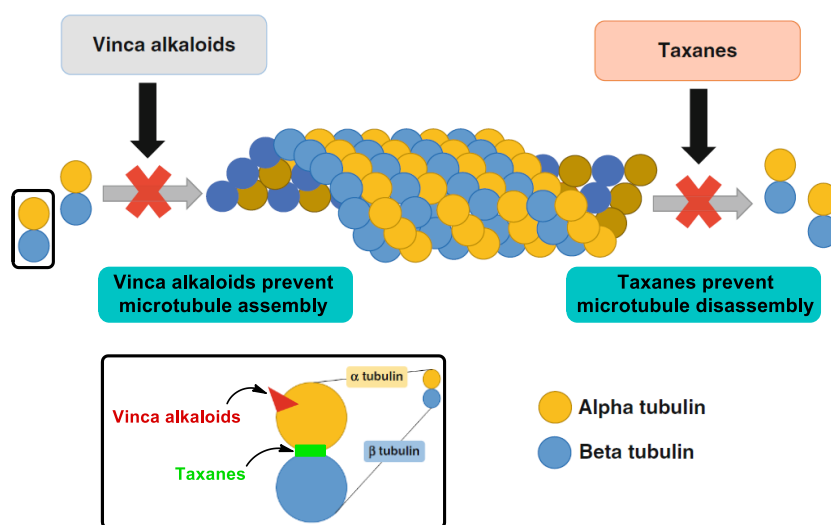 Vinca alkaloids
Taxanes
Vinca alkaloids prevent
microtubule assembly
Taxanes prevent
microtubule disassembly
α tubulin
Vinca alkaloids
β tubulin
Taxanes
Alpha tubulin
Beta tubulin